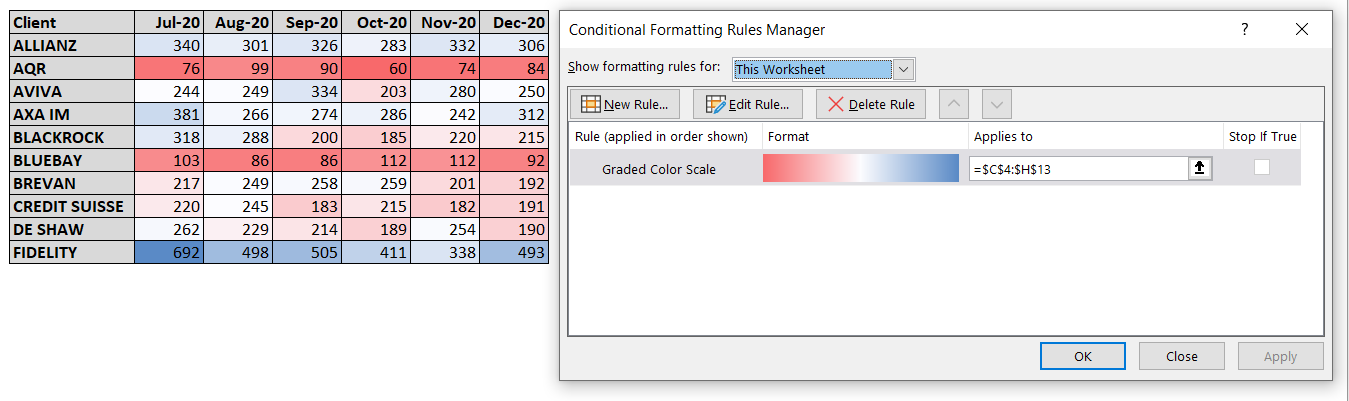 Client Jul-20 Aug-20 Sep-20 Oct-20 Nov-20 Dec-20
ALLIANZ 340 301 326 283 332 306
AQR 76 99 90 60 74 84
AVIVA 244 249 334 203 280 250
AXA IM 381 266 274 286 242 312
BLACKROCK 318 288 200 185 220 215
BLUEBAY 103 86 86 112 112 92
BREVAN 217 249 258 259 201 192
CREDIT SUISSE 220 245 183 215 182 191
DE SHAW 262 229 214 189 254 190
FIDELITY 692 498 505 411 338 493
Conditional Formatting Rules Manager ?
Show formatting rules for: This Worksheet
New Rule... Edit Rule... Delete Rule
Rule (applied in order shown) Format Applies to Stop If True
Graded Color Scale =$C$4:$H$13
OK Close Apply